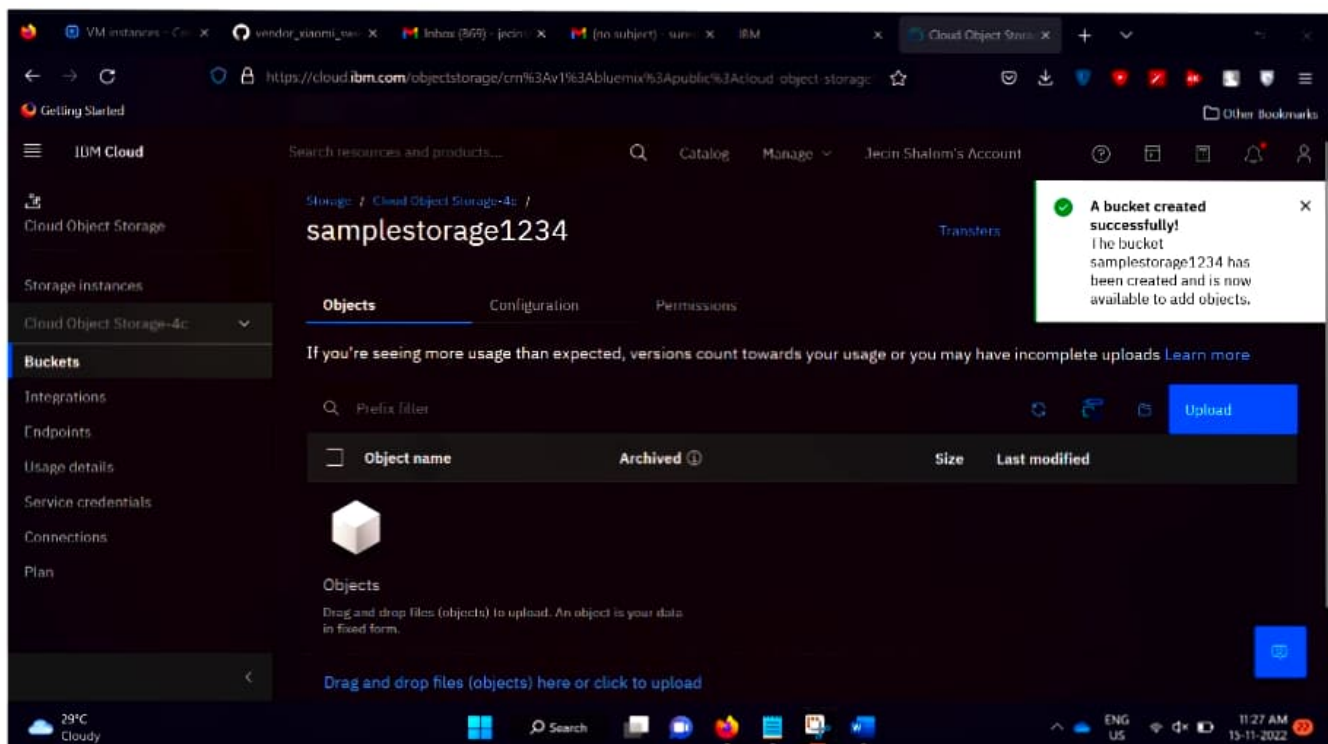 VM instances - Co
vendor_xiaomi_sw
Inbox (869) - jecin
(no subject) - sure
IBM
Cloud Object Stora
https://cloud.ibm.com/objectstorage/crn%3Av1%3Abluemix%3Apublic%3Acloud-object-storage
Getting Started
Other Bookmarks
IBM Cloud
Search resources and products...
Catalog
Manage
Jecin Shalom's Account
Cloud Object Storage
Storage instances
Cloud Object Storage-4c
Buckets
Integrations
Endpoints
Usage details
Service credentials
Connections
Plan
Storage / Cloud Object Storage-4c /
samplestorage1234
Transfers
A bucket created
successfully!
The bucket
samplestorage1234 has
been created and is now
available to add objects.
Objects
Configuration
Permissions
If you're seeing more usage than expected, versions count towards your usage or you may have incomplete uploads Learn more
Prefix filter
Upload
Object name
Archived
Size
Last modified
Objects
Drag and drop files (objects) to upload. An object is your data
in fixed form.
Drag and drop files (objects) here or click to upload
29°C
Cloudy
Search
ENG
US
11:27 AM
15-11-2022
22